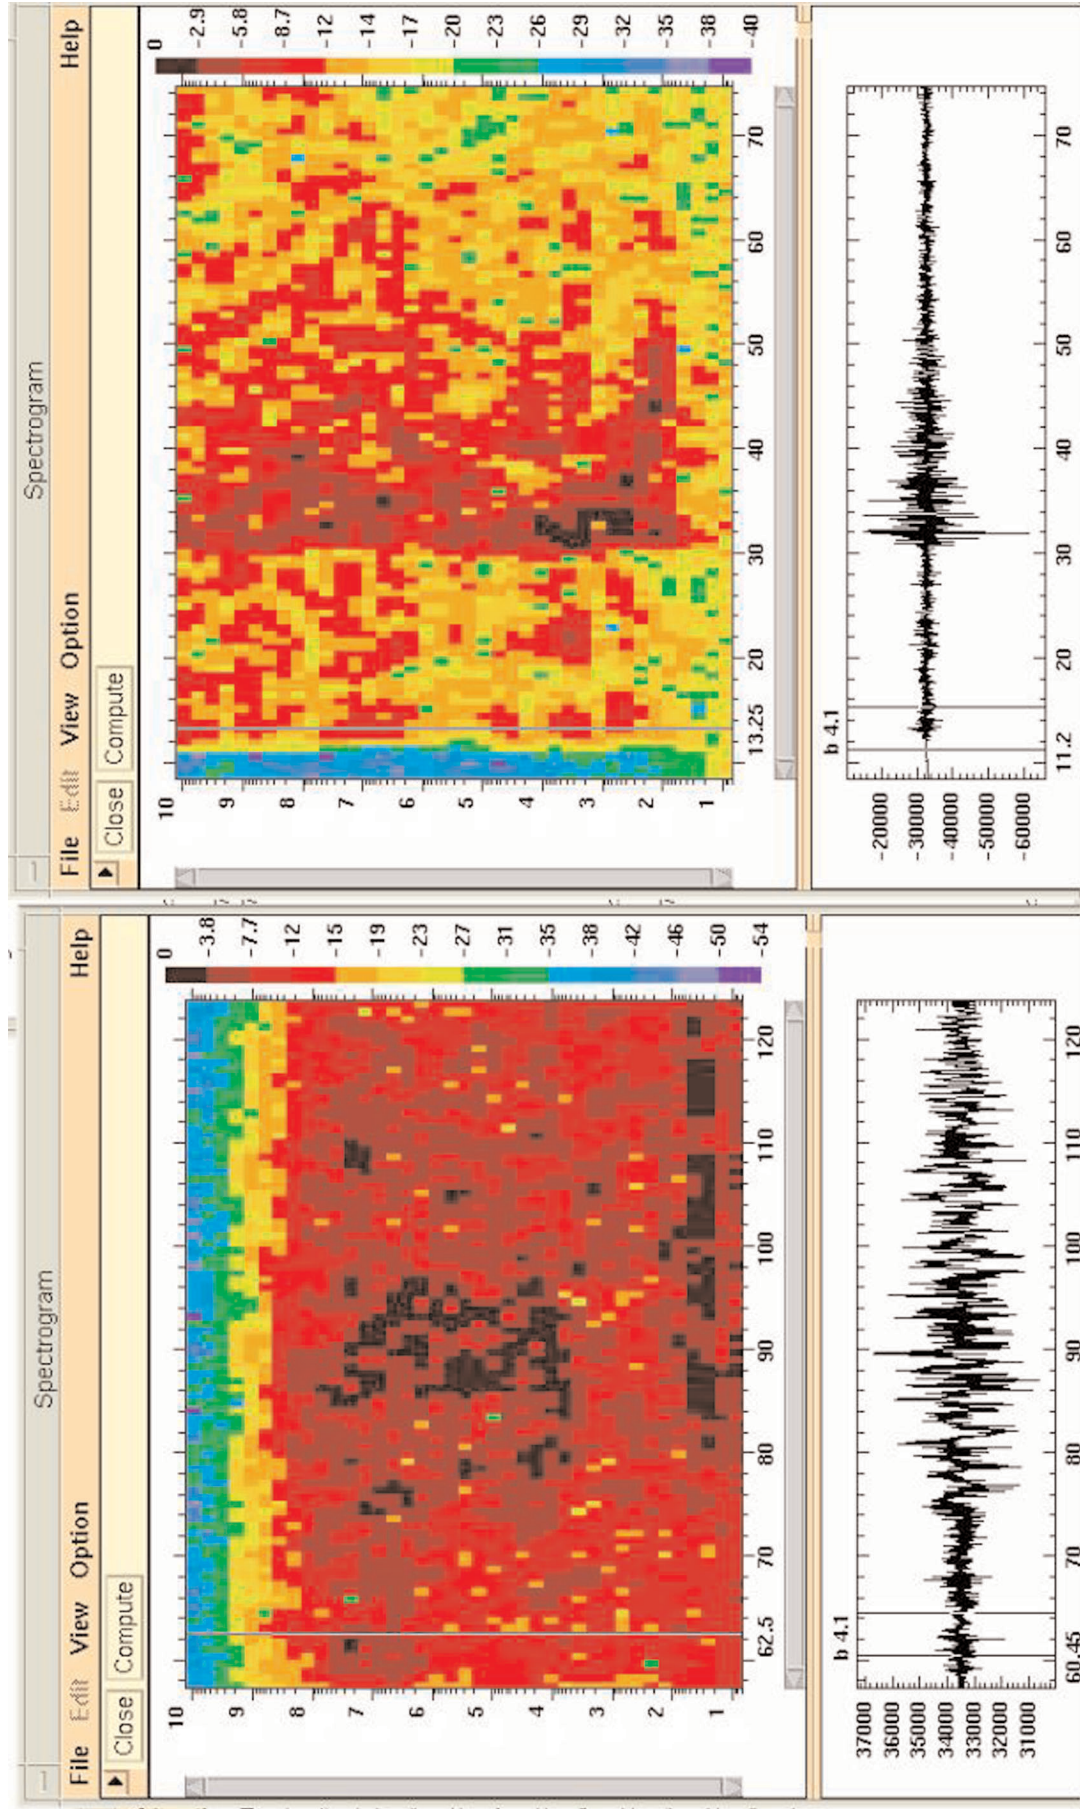 Spectrogram
File Edit View Option Help
Close Compute
0 -3.8 -7.7 -12 -15 -19 -23 -27 -31 -35 -38 -42 -46 -50 -54
10
9
8
7
6
5
4
3
2
1
62.5 70 80 90 100 110 120
b 4.1
37000
36000
35000
34000
33000
32000
31000
60.45 70 80 90 100 110 120
Spectrogram
File Edit View Option Help
Close Compute
0 -2.9 -5.8 -8.7 -12 -14 -17 -20 -23 -26 -29 -32 -35 -38 -40
10
9
8
7
6
5
4
3
2
1
13.25 20 30 40 50 60 70
b 4.1
-20000
-30000
-40000
-50000
-60000
11.2 20 30 40 50 60 70